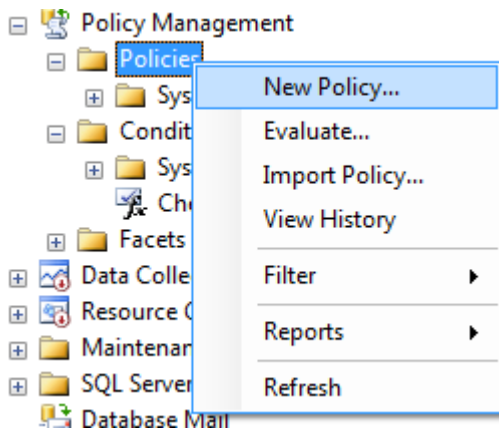 Policy Management
Policies
New Policy...
Sys
Evaluate...
Condit
Import Policy...
Sys
View History
Che
Facets
Filter
Data Colle
Resource
Reports
Maintenan
SQL Server
Refresh
Database Mail